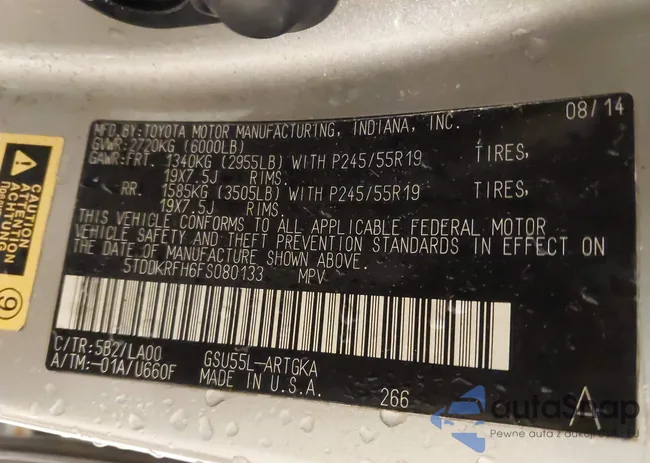 MFD.BY:TOYOTA MOTOR MANUFACTURING, INDIANA, INC. 08/14
GVWR:2720KG (6000LB)
GAWR:FRT. 1340KG (2955LB) WITH P245/55R19 TIRES,
19X7.5J RIMS.
RR. 1585KG (3505LB) WITH P245/55R19 TIRES,
19X7.5J RIMS.
THIS VEHICLE CONFORMS TO ALL APPLICABLE FEDERAL MOTOR
VEHICLE SAFETY AND THEFT PREVENTION STANDARDS IN EFFECT ON
THE DATE OF MANUFACTURE SHOWN ABOVE.
5TDDKRFH6FS080133 MPV
C/TR:5B2/LA00 GSU55L-ARTGKA
A/TM:-01A/U660F MADE IN U.S.A. 266 A
CAUTION
ATTENTION
9
autaSnap
Pewne auta z aukcji